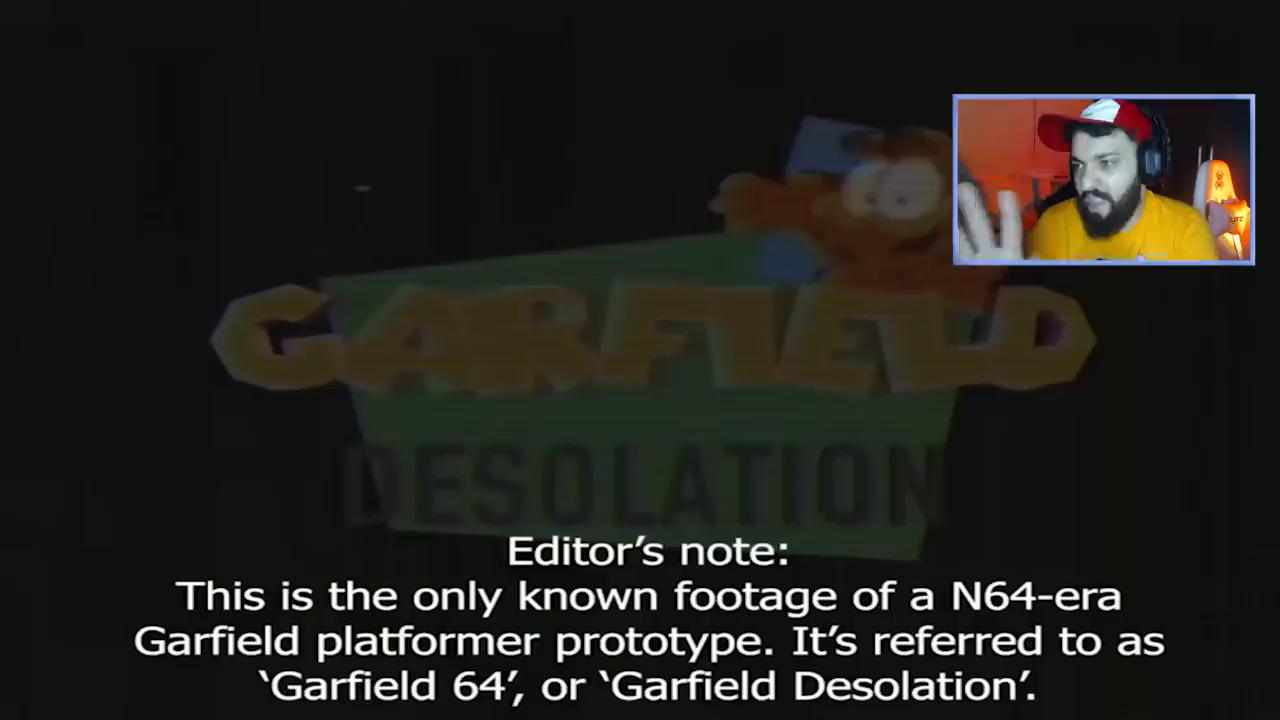 GARFIELD
DESOLATION
Editor’s note:
This is the only known footage of a N64-era
Garfield platformer prototype. It’s referred to as
‘Garfield 64’, or ‘Garfield Desolation’.